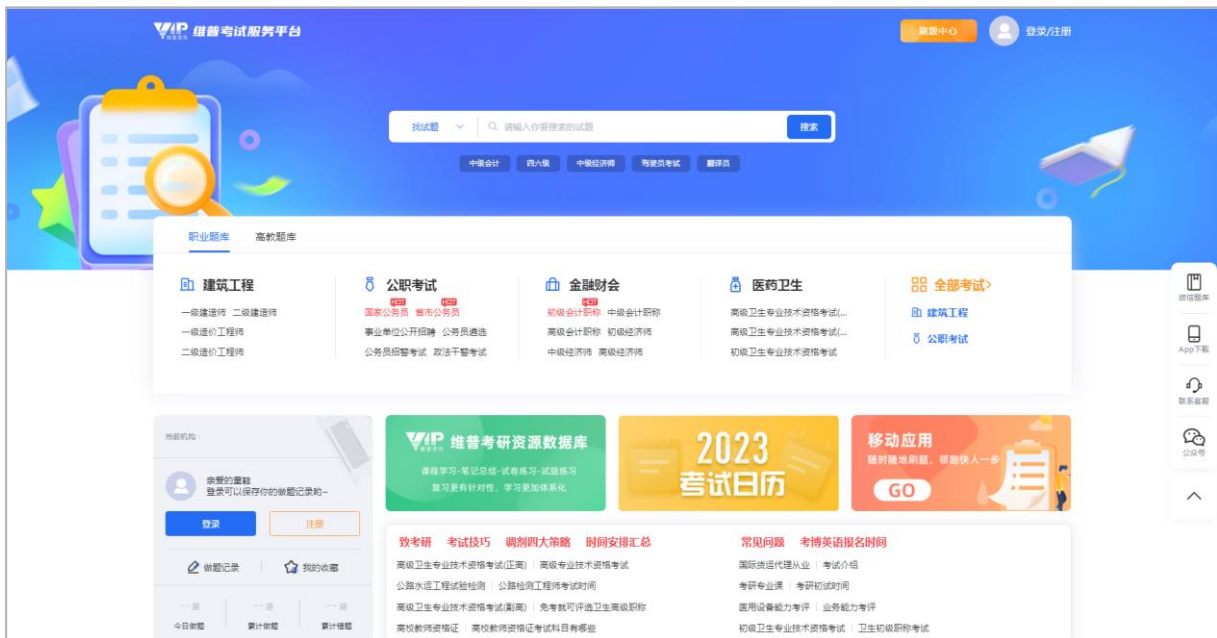 VIP 维普考试服务平台
刷题中心
登录/注册
找试题
请输入你要搜索的试题
搜索
中级会计 四六级 中级经济师 驾驶员考试 翻译员
职业题库 高教题库
建筑工程
一级建造师 二级建造师
一级造价工程师
二级造价工程师
公职考试
HOT HOT
国家公务员 省市公务员
事业单位公开招聘 公务员遴选
公务员招警考试 政法干警考试
金融财会
HOT
初级会计职称 中级会计职称
高级会计职称 初级经济师
中级经济师 高级经济师
医药卫生
高级卫生专业技术资格考试(...
高级卫生专业技术资格考试(...
初级卫生专业技术资格考试
全部考试>
建筑工程
公职考试
微信题库
App下载
联系客服
公众号
当前机构：
亲爱的童鞋
登录可以保存你的做题记录哟~
登录
注册
做题记录
我的收藏
-- 题 -- 题 -- 题
今日做题 累计做题 累计错题
VIP 维普考研资源数据库
课程学习-笔记总结-试卷练习-试题练习
复习更有针对性，学习更加体系化
2023
考试日历
移动应用
随时随地刷题，领跑快人一步
GO
致考研 考试技巧 调剂四大策略 时间安排汇总
高级卫生专业技术资格考试(正高) | 高级专业技术资格考试
公路水运工程试验检测 | 公路检测工程师考试时间
高级卫生专业技术资格考试(副高) | 免考就可评选卫生高级职称
高校教师资格证 | 高校教师资格证考试科目有哪些
常见问题 考博英语报名时间
国际货运代理从业 | 考试介绍
考研专业课 | 考研初试时间
医用设备能力考评 | 业务能力考评
初级卫生专业技术资格考试 | 卫生初级职称考试